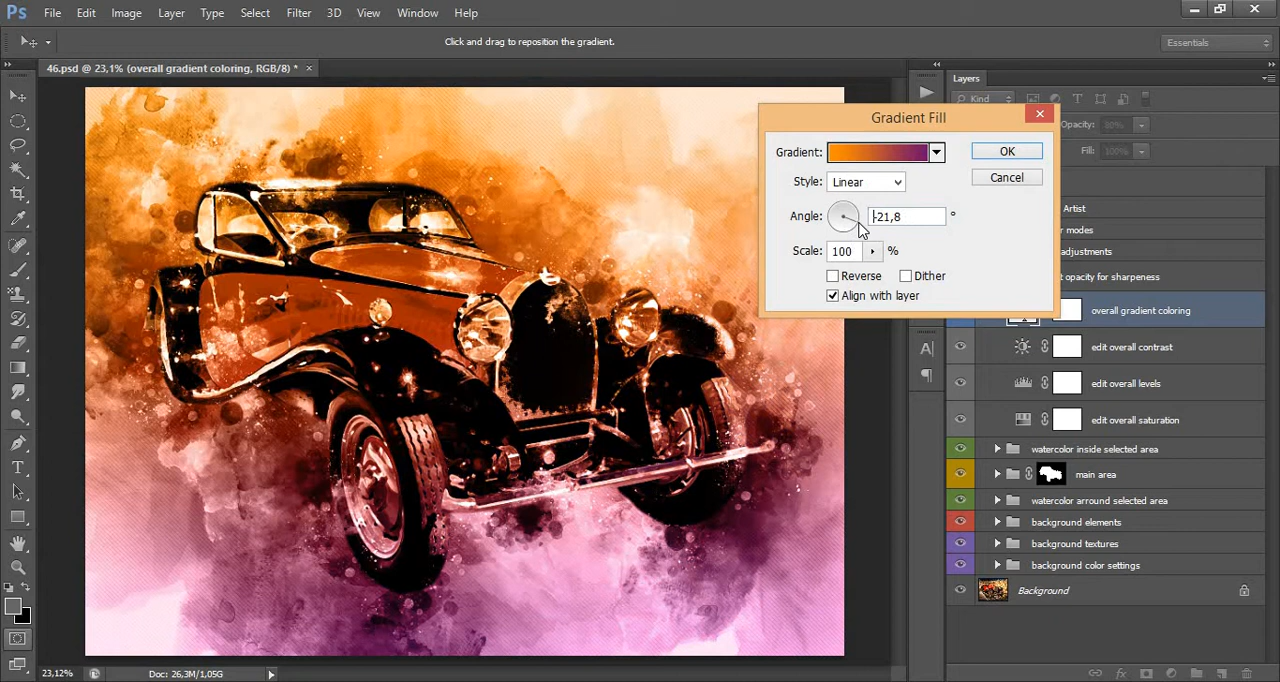 Ps File Edit Image Layer Type Select Filter 3D View Window Help
Click and drag to reposition the gradient.
Essentials
46.psd @ 23,1% (overall gradient coloring, RGB/8) *
Layers
Kind
Opacity: 80%
Fill: 100%
Gradient Fill
Gradient:
OK
Style: Linear
Cancel
Angle: -21,8 °
Scale: 100 %
Reverse Dither
Align with layer
Artist
modes
opacity for sharpness
overall gradient coloring
edit overall contrast
edit overall levels
edit overall saturation
watercolor inside selected area
main area
watercolor arround selected area
background elements
background textures
background color settings
Background
23,12% Doc: 26,3M/1,05G